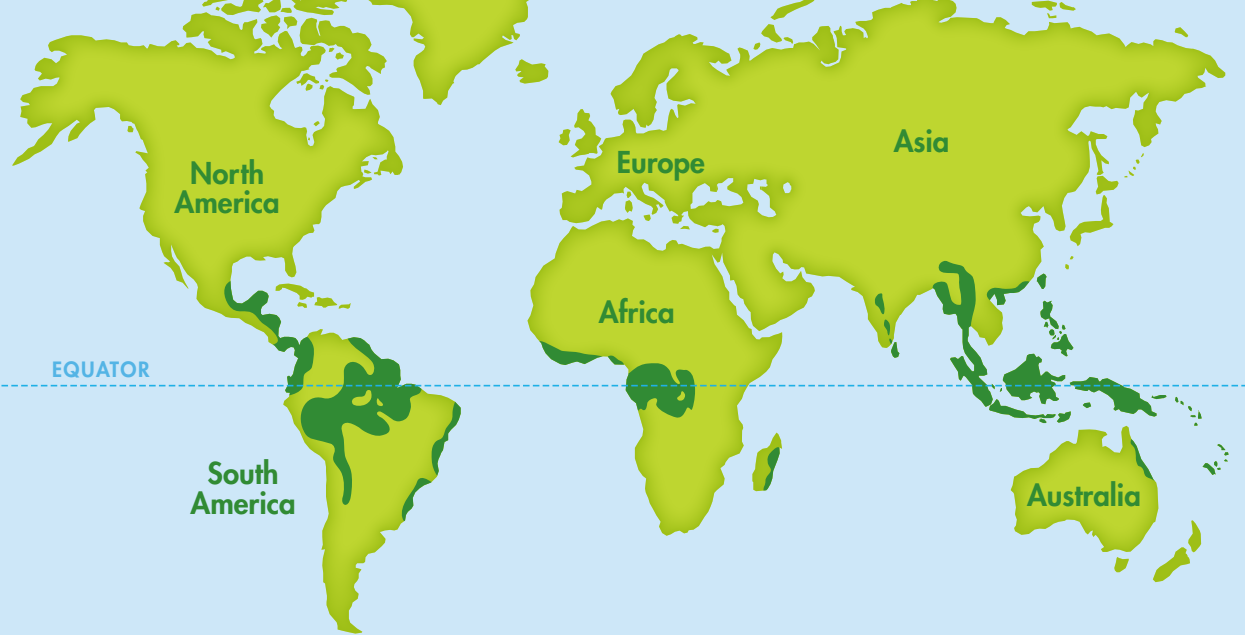 North
America
Europe
Asia
Africa
EQUATOR
South
America
Australia